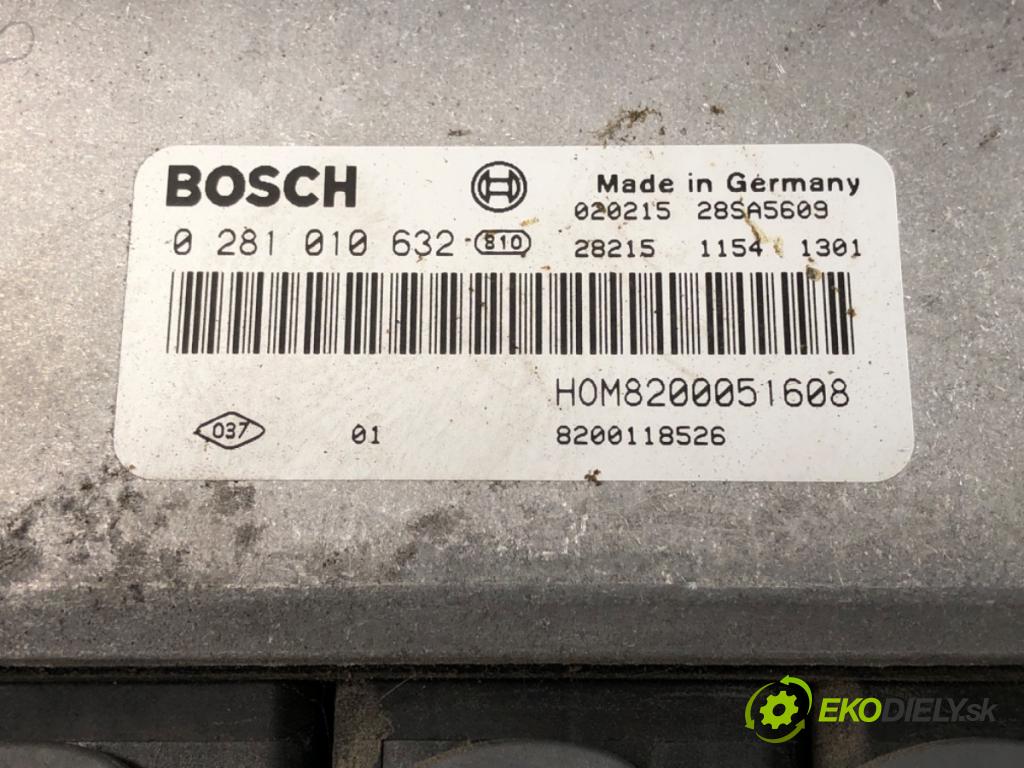 BOSCH
Made in Germany
020215 28SA5609
0 281 010 632 810
28215 1154 1301
HOM8200051608
037 01 8200118526
EKODIELY.sk